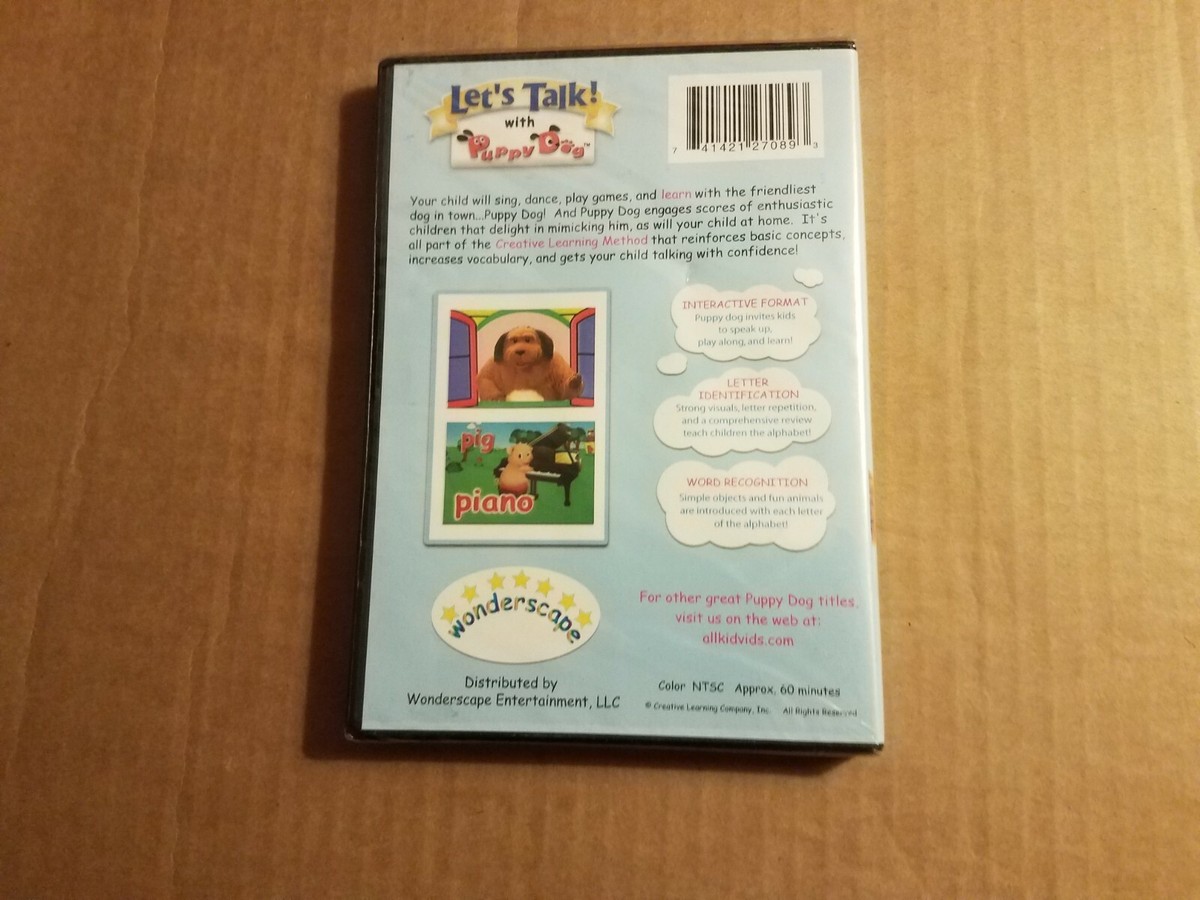 Let's Talk!
with
Puppy Dog™
7 41421 27089 3
Your child will sing, dance, play games, and learn with the friendliest
dog in town...Puppy Dog! And Puppy Dog engages scores of enthusiastic
children that delight in mimicking him, as will your child at home. It's
all part of the Creative Learning Method that reinforces basic concepts,
increases vocabulary, and gets your child talking with confidence!
INTERACTIVE FORMAT
Puppy dog invites kids
to speak up,
play along, and learn!
LETTER
IDENTIFICATION
Strong visuals, letter repetition,
and a comprehensive review
teach children the alphabet!
pig
piano
WORD RECOGNITION
Simple objects and fun animals
are introduced with each letter
of the alphabet!
wonderscape
For other great Puppy Dog titles,
visit us on the web at:
allkidvids.com
Distributed by
Wonderscape Entertainment, LLC
Color NTSC Approx. 60 minutes
© Creative Learning Company, Inc. All Rights Reserved